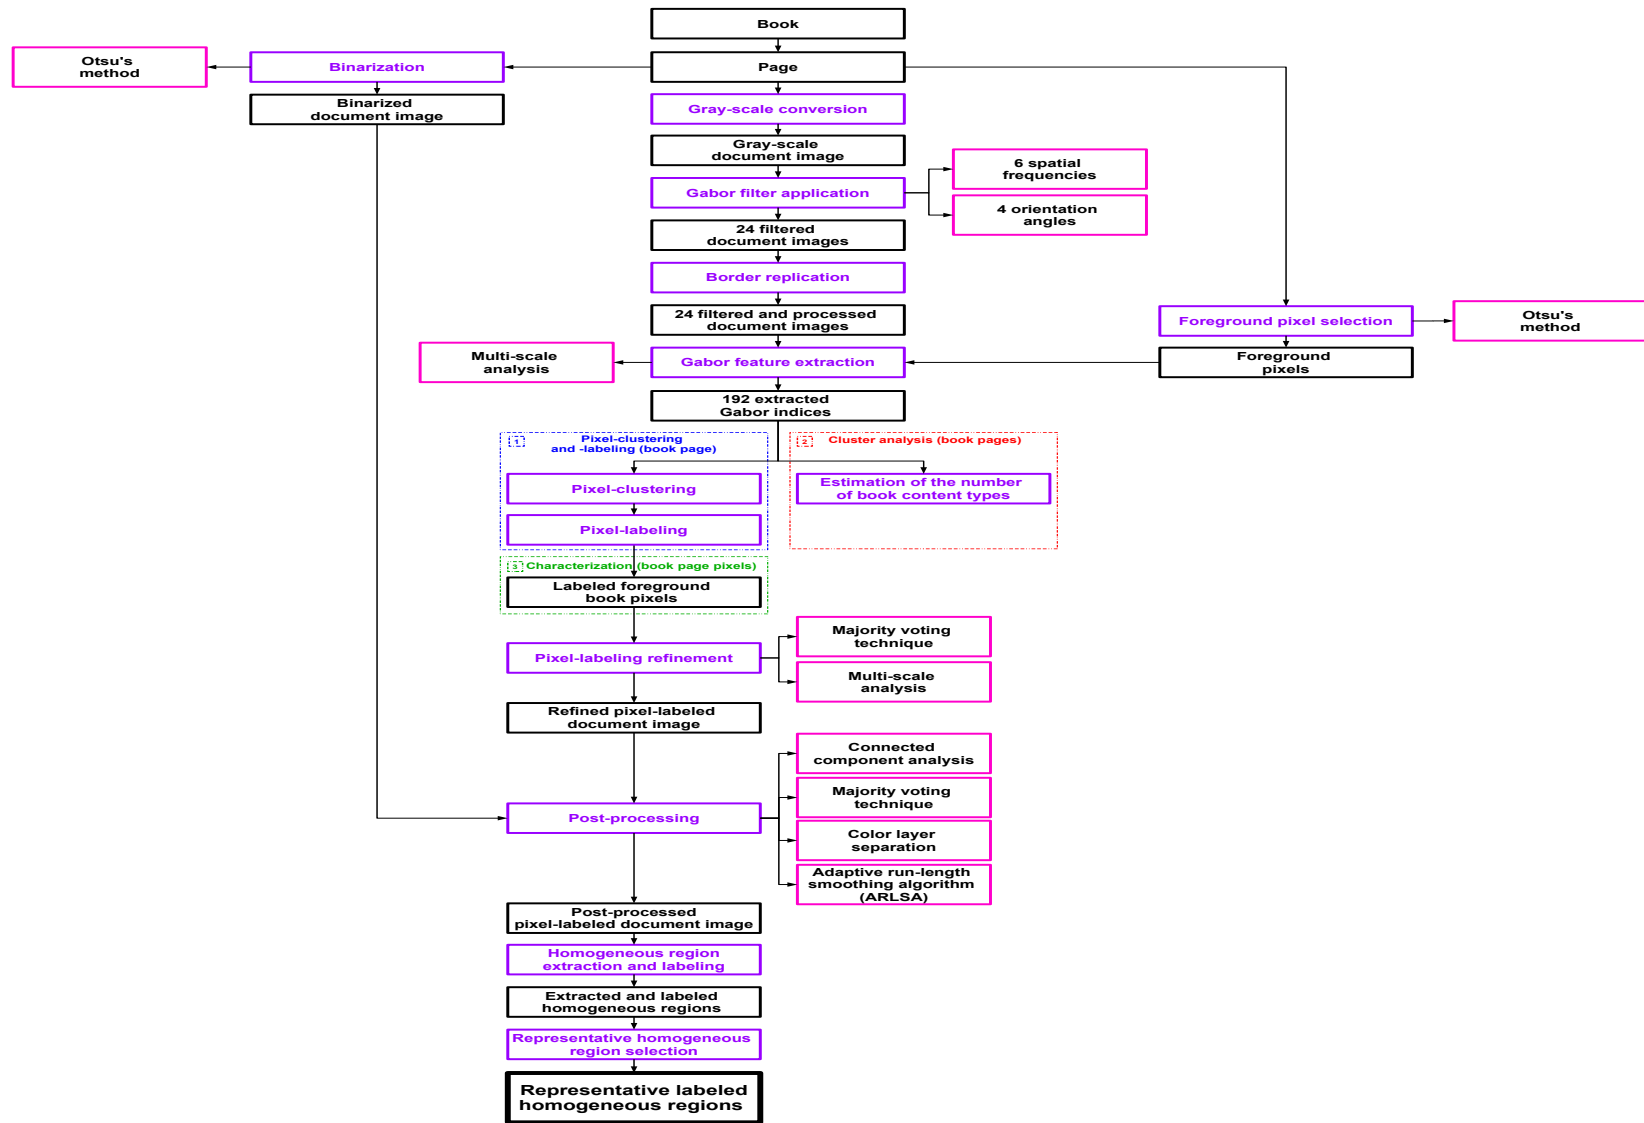 Book
Otsu's
method
Binarization
Page
Binarized
document image
Gray-scale conversion
Gray-scale
document image
6 spatial
frequencies
Gabor filter application
4 orientation
angles
24 filtered
document images
Border replication
24 filtered and processed
document images
Foreground pixel selection
Otsu's
method
Multi-scale
analysis
Gabor feature extraction
Foreground
pixels
192 extracted
Gabor indices
1 Pixel-clustering
and -labeling (book page)
2 Cluster analysis (book pages)
Pixel-clustering
Estimation of the number
of book content types
Pixel-labeling
3 Characterization (book page pixels)
Labeled foreground
book pixels
Majority voting
technique
Pixel-labeling refinement
Multi-scale
analysis
Refined pixel-labeled
document image
Connected
component analysis
Majority voting
technique
Post-processing
Color layer
separation
Adaptive run-length
smoothing algorithm
(ARLSA)
Post-processed
pixel-labeled document image
Homogeneous region
extraction and labeling
Extracted and labeled
homogeneous regions
Representative homogeneous
region selection
Representative labeled
homogeneous regions